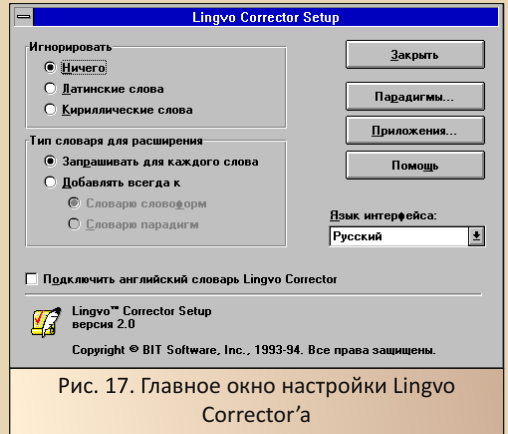 Lingvo Corrector Setup
Игнорировать
Ничего
Латинские слова
Кириллические слова
Тип словаря для расширения
Запрашивать для каждого слова
Добавлять всегда к
Словарю словоформ
Словарю парадигм
Закрыть
Парадигмы...
Приложения...
Помощь
Язык интерфейса:
Русский
Подключить английский словарь Lingvo Corrector
Lingvo™ Corrector Setup
версия 2.0
Copyright © BIT Software, Inc., 1993-94. Все права защищены.
Рис. 17. Главное окно настройки Lingvo
Corrector’а